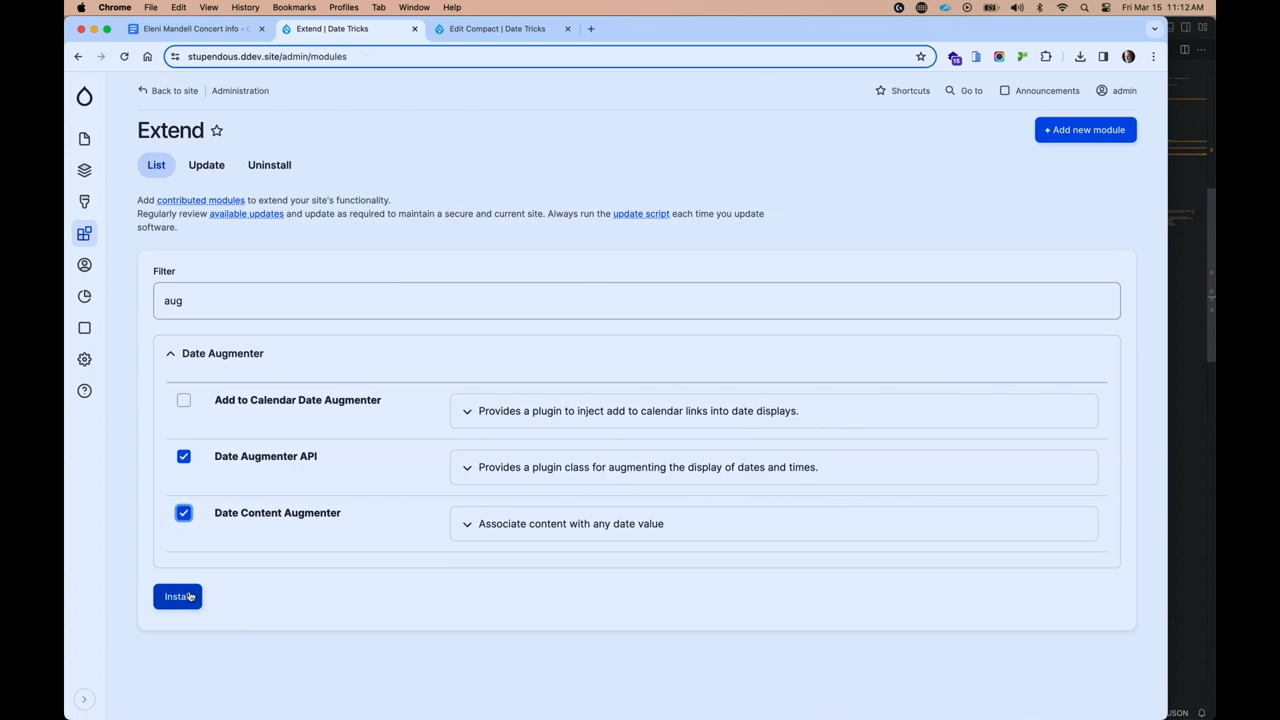 Chrome File Edit View History Bookmarks Profiles Tab Window Help Fri Mar 15 11:12 AM
Eleni Mandell Concert info - Extend | Date Tricks Edit Compact | Date Tricks
stupendous.ddev.site/admin/modules
15
Back to site Administration Shortcuts Go to Announcements admin
Extend
+ Add new module
List Update Uninstall
Add contributed modules to extend your site's functionality.
Regularly review available updates and update as required to maintain a secure and current site. Always run the update script each time you update
software.
Filter
aug
Date Augmenter
Add to Calendar Date Augmenter Provides a plugin to inject add to calendar links into date displays.
Date Augmenter API Provides a plugin class for augmenting the display of dates and times.
Date Content Augmenter Associate content with any date value
Install
JSON